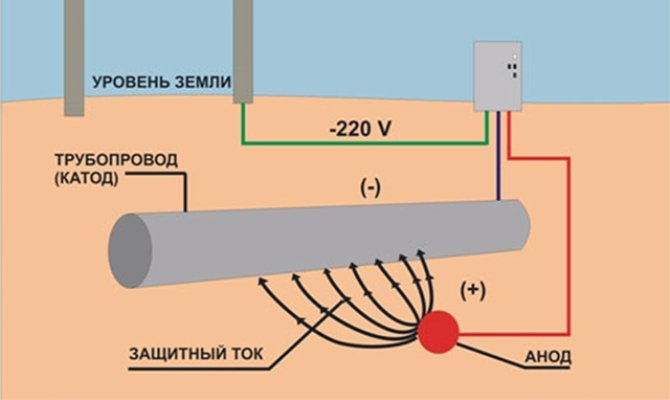 УРОВЕНЬ ЗЕМЛИ
-220 V
ТРУБОПРОВОД
(КАТОД)
(-)
(+)
ЗАЩИТНЫЙ ТОК
АНОД